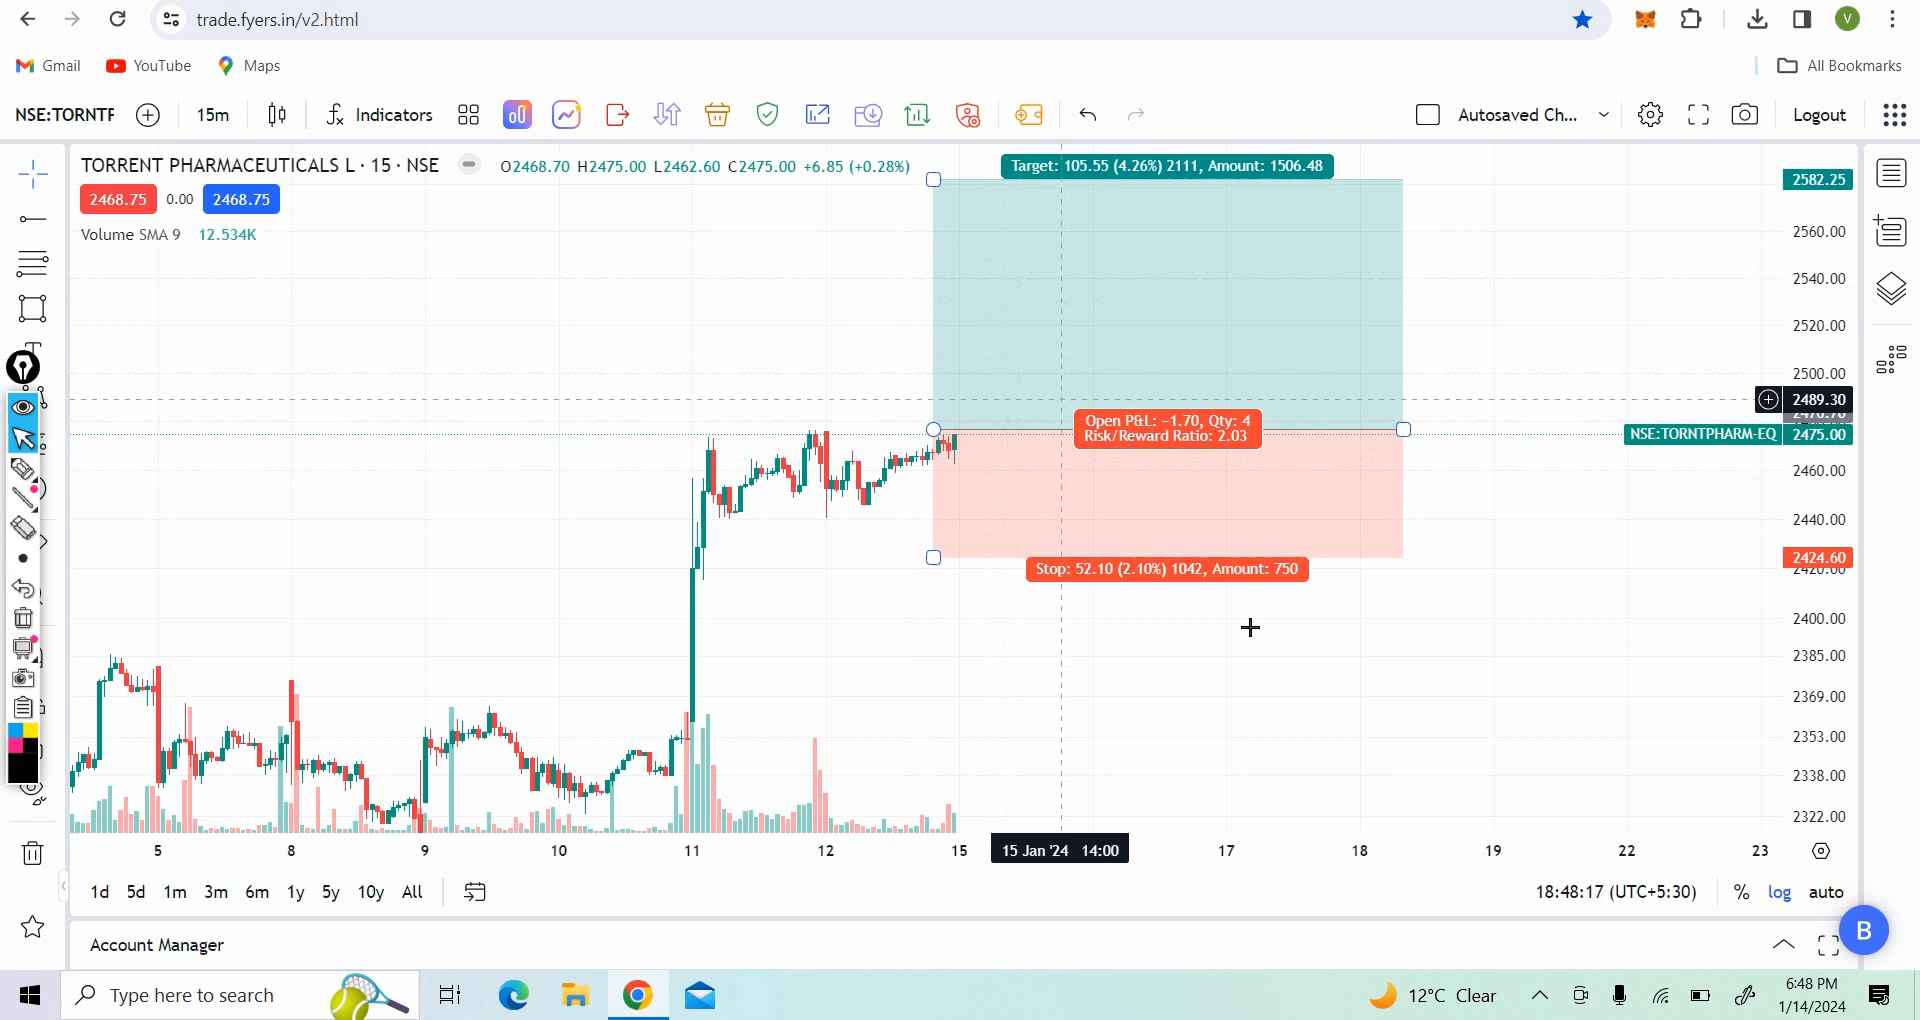 trade.fyers.in/v2.html
V
Gmail YouTube Maps All Bookmarks
NSE:TORNTF 15m Indicators Autosaved Ch... Logout
TORRENT PHARMACEUTICALS L · 15 · NSE O2468.70 H2475.00 L2462.60 C2475.00 +6.85 (+0.28%)
2468.75 0.00 2468.75
Volume SMA 9 12.534K
Target: 105.55 (4.26%) 2111, Amount: 1506.48
2582.25
2560.00
2540.00
2520.00
2500.00
2489.30
Open P&L: −1.70, Qty: 4
Risk/Reward Ratio: 2.03
NSE:TORNTPHARM-EQ 2475.00
2460.00
2440.00
2424.60
2420.00
Stop: 52.10 (2.10%) 1042, Amount: 750
2400.00
2385.00
2369.00
2353.00
2338.00
2322.00
5 8 9 10 11 12 15 15 Jan '24 14:00 17 18 19 22 23
1d 5d 1m 3m 6m 1y 5y 10y All 18:48:17 (UTC+5:30) % log auto
Account Manager
B
Type here to search
12°C Clear
6:48 PM
1/14/2024